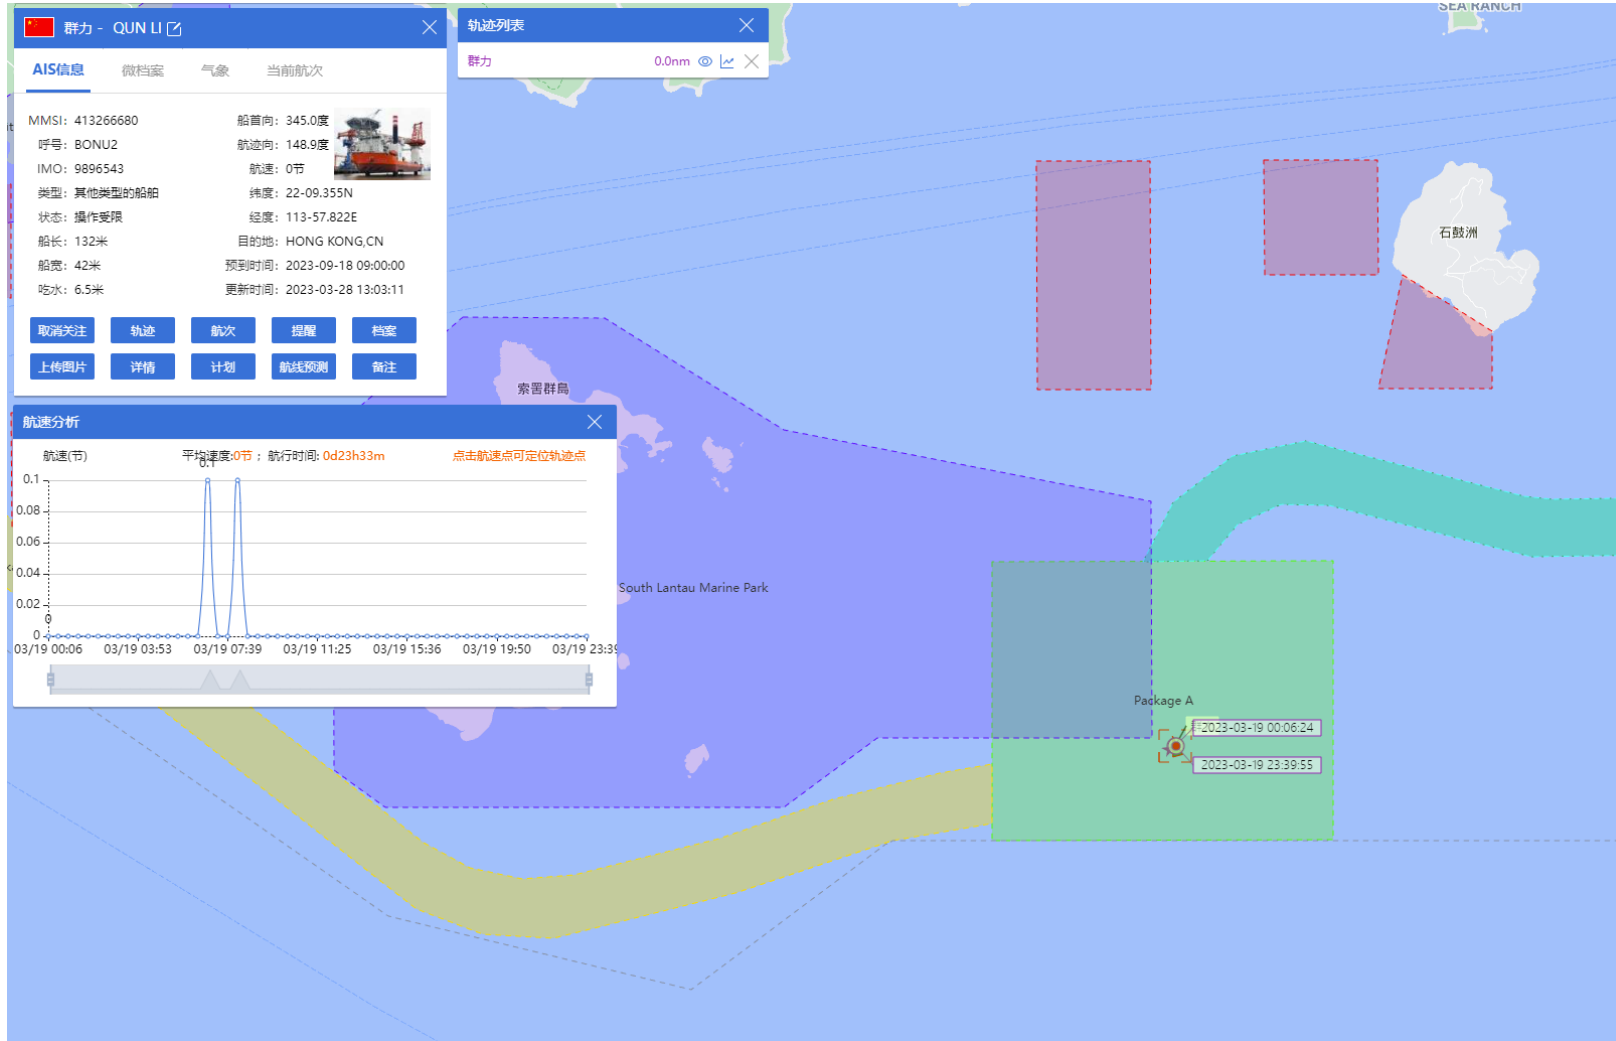 群力 - QUN LI
AIS信息 微档案 气象 当前航次
MMSI: 413266680 船首向: 345.0度
呼号: BONU2 航迹向: 148.9度
IMO: 9896543 航速: 0节
类型: 其他类型的船舶 纬度: 22-09.355N
状态: 操作受限 经度: 113-57.822E
船长: 132米 目的地: HONG KONG,CN
船宽: 42米 预到时间: 2023-09-18 09:00:00
吃水: 6.5米 更新时间: 2023-03-28 13:03:11
取消关注 轨迹 航次 提醒 档案
上传图片 详情 计划 航线预测 备注
轨迹列表
群力 0.0nm
航速分析
航速(节) 平均速度:0节 ; 航行时间: 0d23h33m 点击航速点可定位轨迹点
0.1
0.1
0.08
0.06
0.04
0.02
0
0
03/19 00:06 03/19 03:53 03/19 07:39 03/19 11:25 03/19 15:36 03/19 19:50 03/19 23:39
SEA RANCH
石鼓洲
索罟群島
South Lantau Marine Park
Package A
2023-03-19 00:06:24
2023-03-19 23:39:55